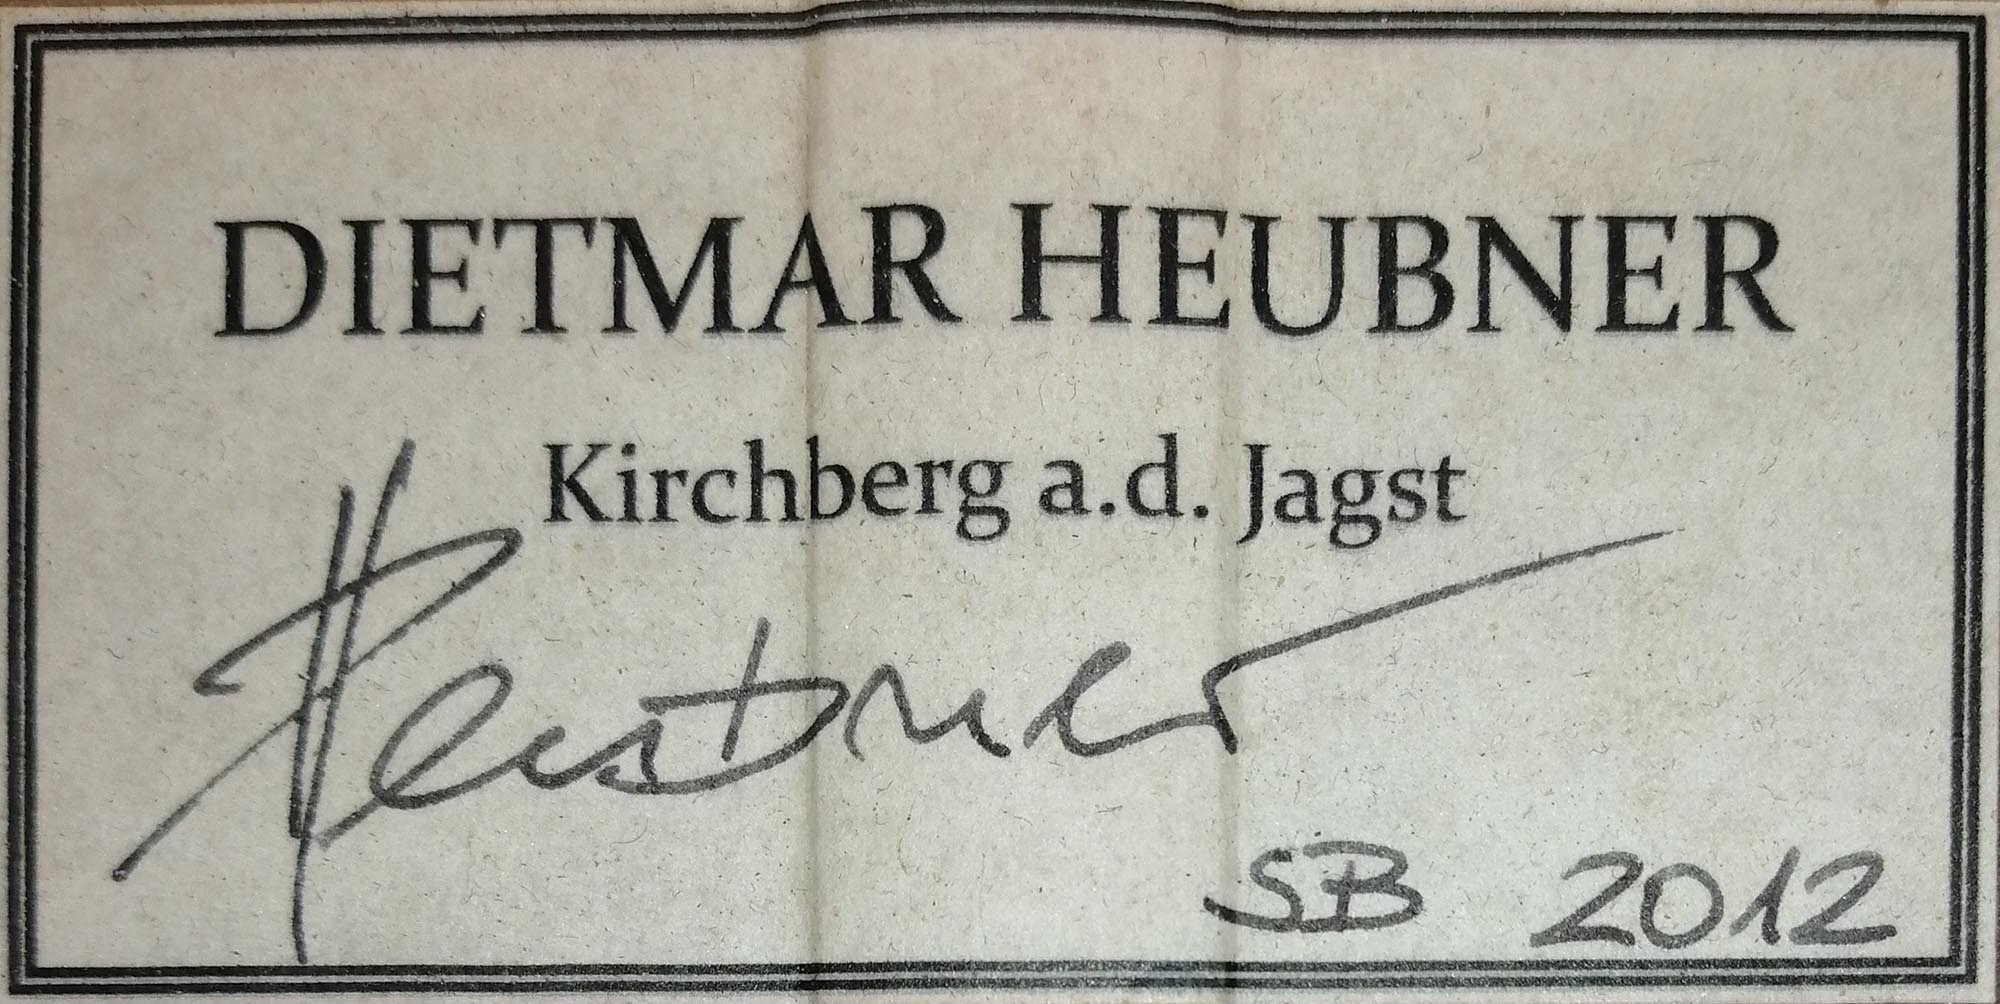 DIETMAR HEUBNER
Kirchberg a.d. Jagst
Heubner
SB 2012